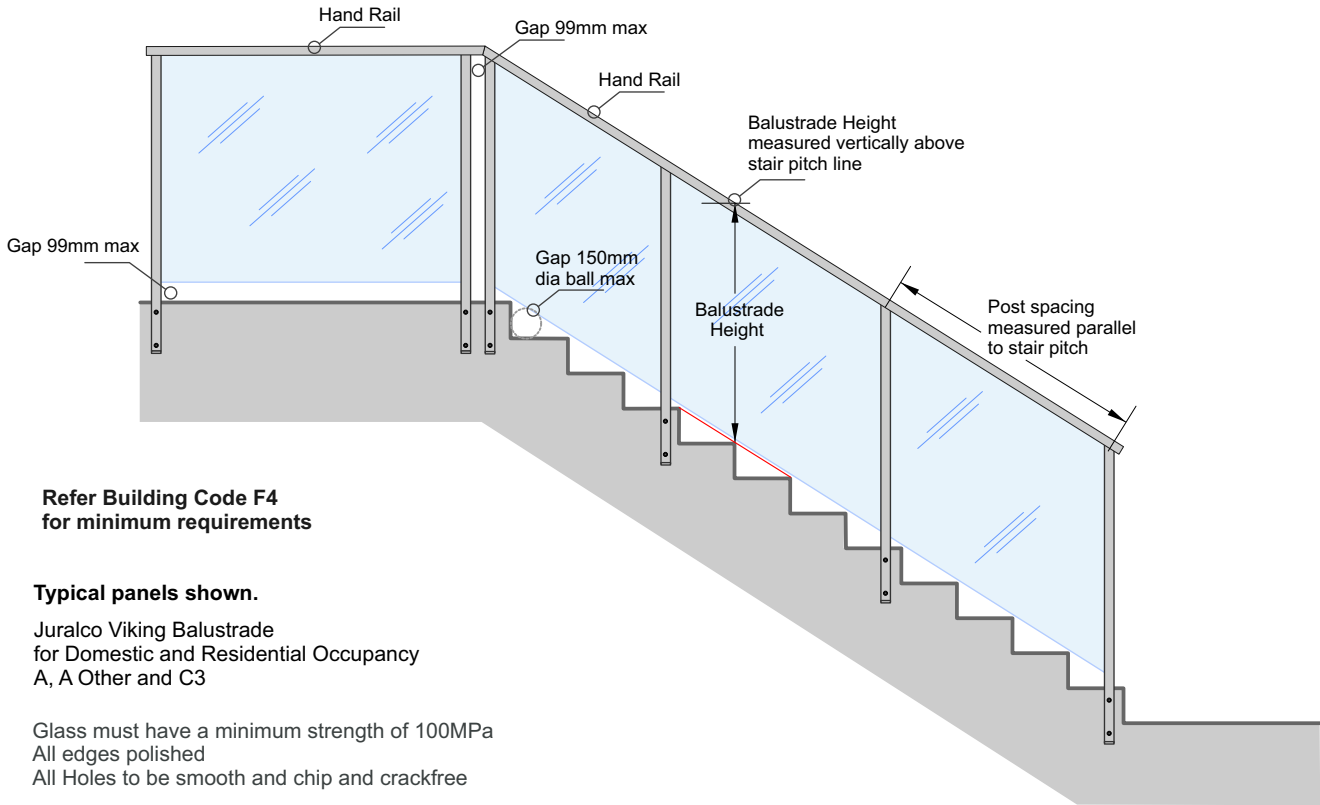 Hand Rail
Gap 99mm max
Hand Rail
Balustrade Height
measured vertically above
stair pitch line
Gap 99mm max
Gap 150mm
dia ball max
Balustrade
Height
Post spacing
measured parallel
to stair pitch
Refer Building Code F4
for minimum requirements
Typical panels shown.
Juralco Viking Balustrade
for Domestic and Residential Occupancy
A, A Other and C3
Glass must have a minimum strength of 100MPa
All edges polished
All Holes to be smooth and chip and crackfree